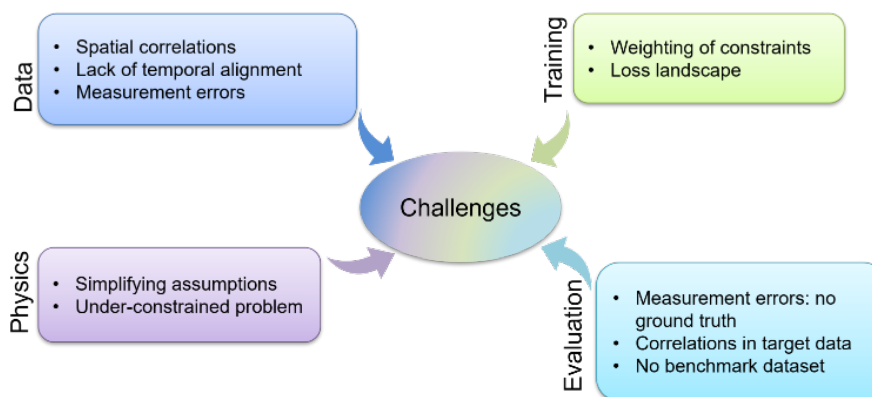 Data
• Spatial correlations
• Lack of temporal alignment
• Measurement errors
Training
• Weighting of constraints
• Loss landscape
Challenges
Physics
• Simplifying assumptions
• Under-constrained problem
Evaluation
• Measurement errors: no
ground truth
• Correlations in target data
• No benchmark dataset